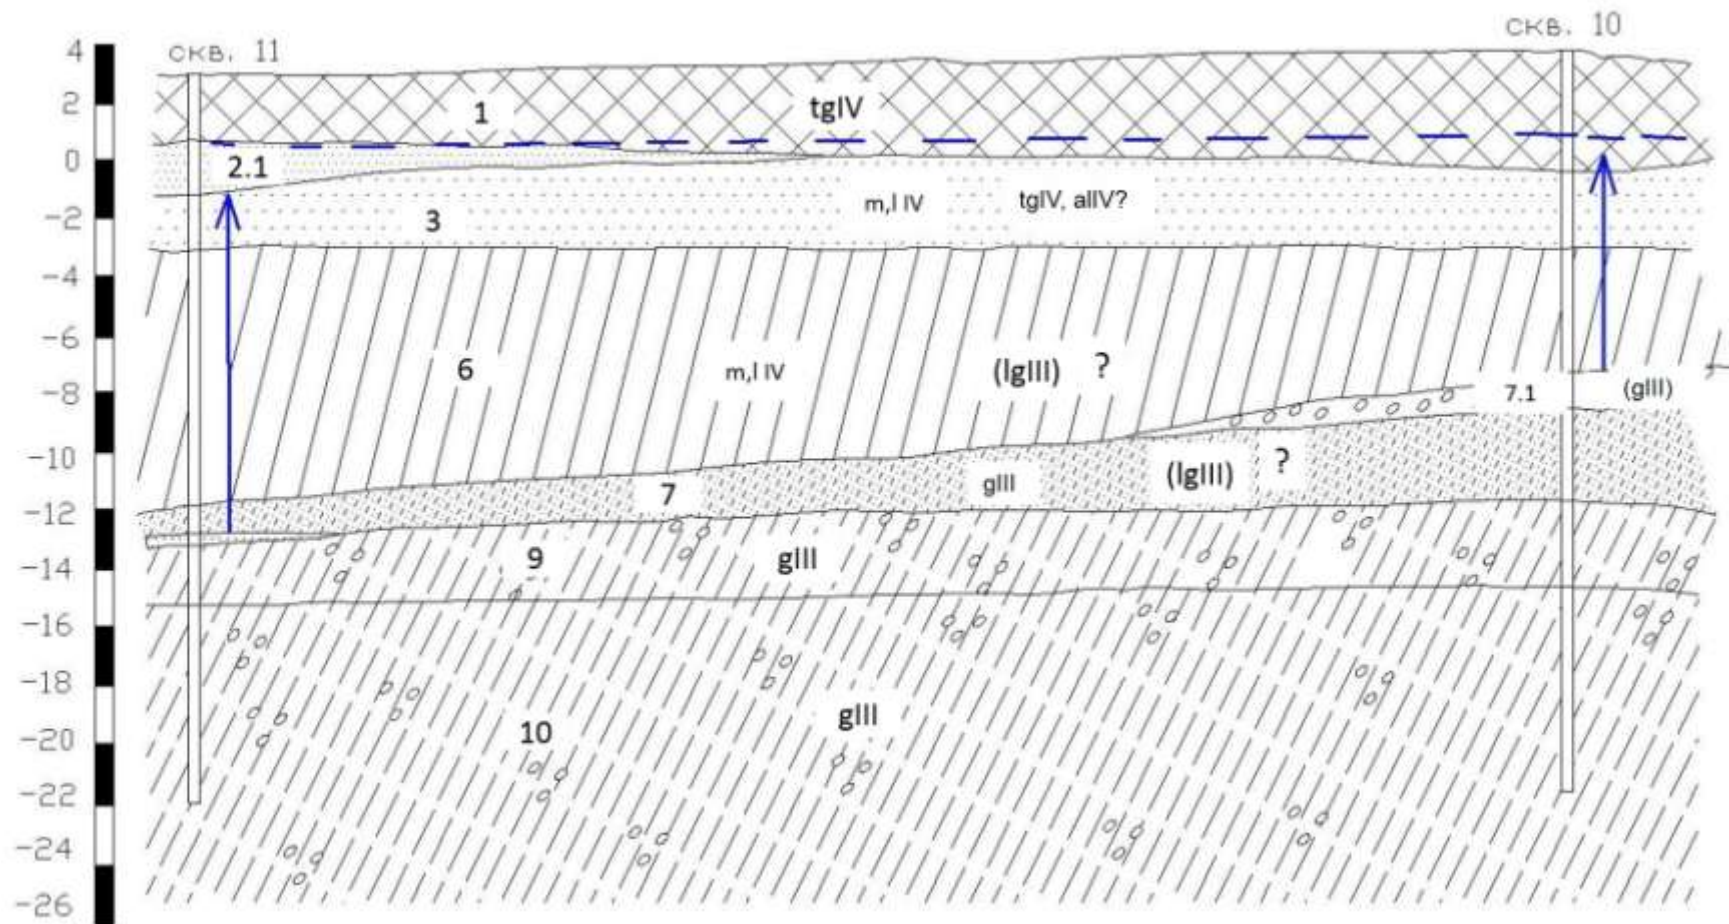 скв. 11
скв. 10
4
2
0
-2
-4
-6
-8
-10
-12
-14
-16
-18
-20
-22
-24
-26
1
tgIV
2.1
3
m,l IV
tgIV, alIV?
6
m,l IV
(lgIII) ?
7.1
(gIII)
7
gIII
(lgIII) ?
9
gIII
10
gIII